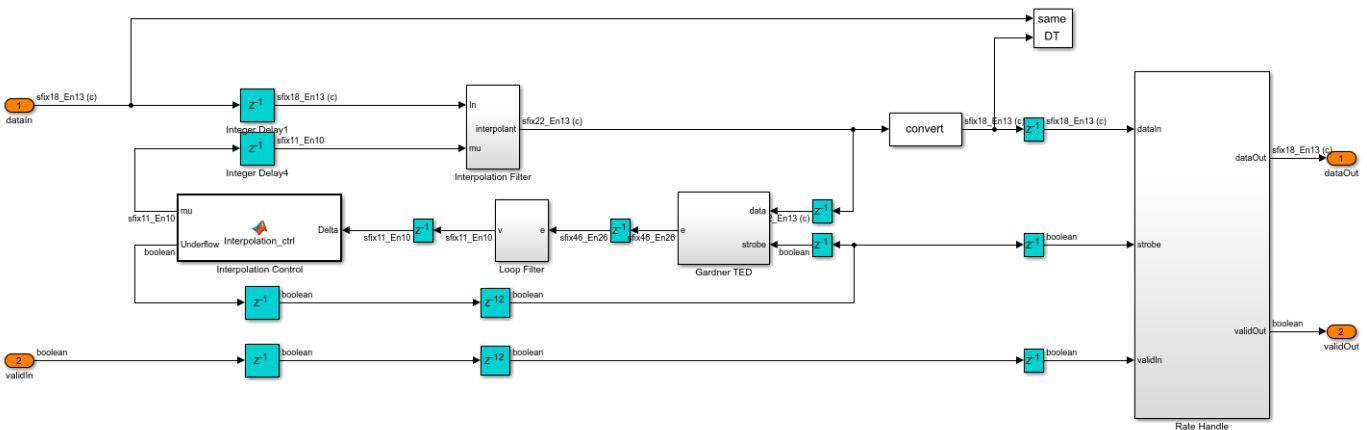 same
DT
sfix18_En13 (c)
1
dataIn
z-1
sfix18_En13 (c)
Integer Delay1
In
interpolant
mu
Interpolation Filter
sfix22_En13 (c)
convert
sfix18_En13 (c)
z-1
sfix18_En13 (c)
dataIn
z-1
sfix11_En10
Integer Delay4
dataOut
sfix18_En13 (c)
1
dataOut
mu
sfix11_En10
Interpolation_ctrl
Delta
Underflow
boolean
Interpolation Control
z-1
sfix11_En10
sfix11_En10
v
e
Loop Filter
z-1
sfix46_En26
sfix46_En26
data
e
strobe
Gardner TED
z-1
_En13 (c)
z-1
boolean
z-1
boolean
strobe
z-1
boolean
z-12
boolean
validOut
boolean
2
validOut
2
boolean
validIn
z-1
boolean
z-12
boolean
z-1
boolean
validIn
Rate Handle